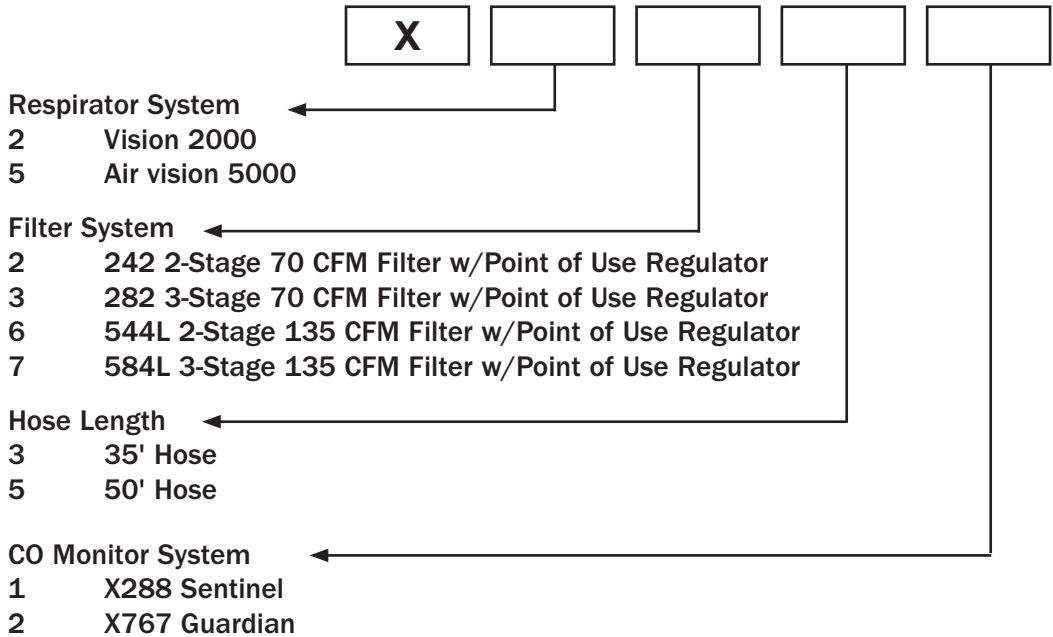 X
Respirator System
2 Vision 2000
5 Air vision 5000
Filter System
2 242 2-Stage 70 CFM Filter w/Point of Use Regulator
3 282 3-Stage 70 CFM Filter w/Point of Use Regulator
6 544L 2-Stage 135 CFM Filter w/Point of Use Regulator
7 584L 3-Stage 135 CFM Filter w/Point of Use Regulator
Hose Length
3 35' Hose
5 50' Hose
CO Monitor System
1 X288 Sentinel
2 X767 Guardian